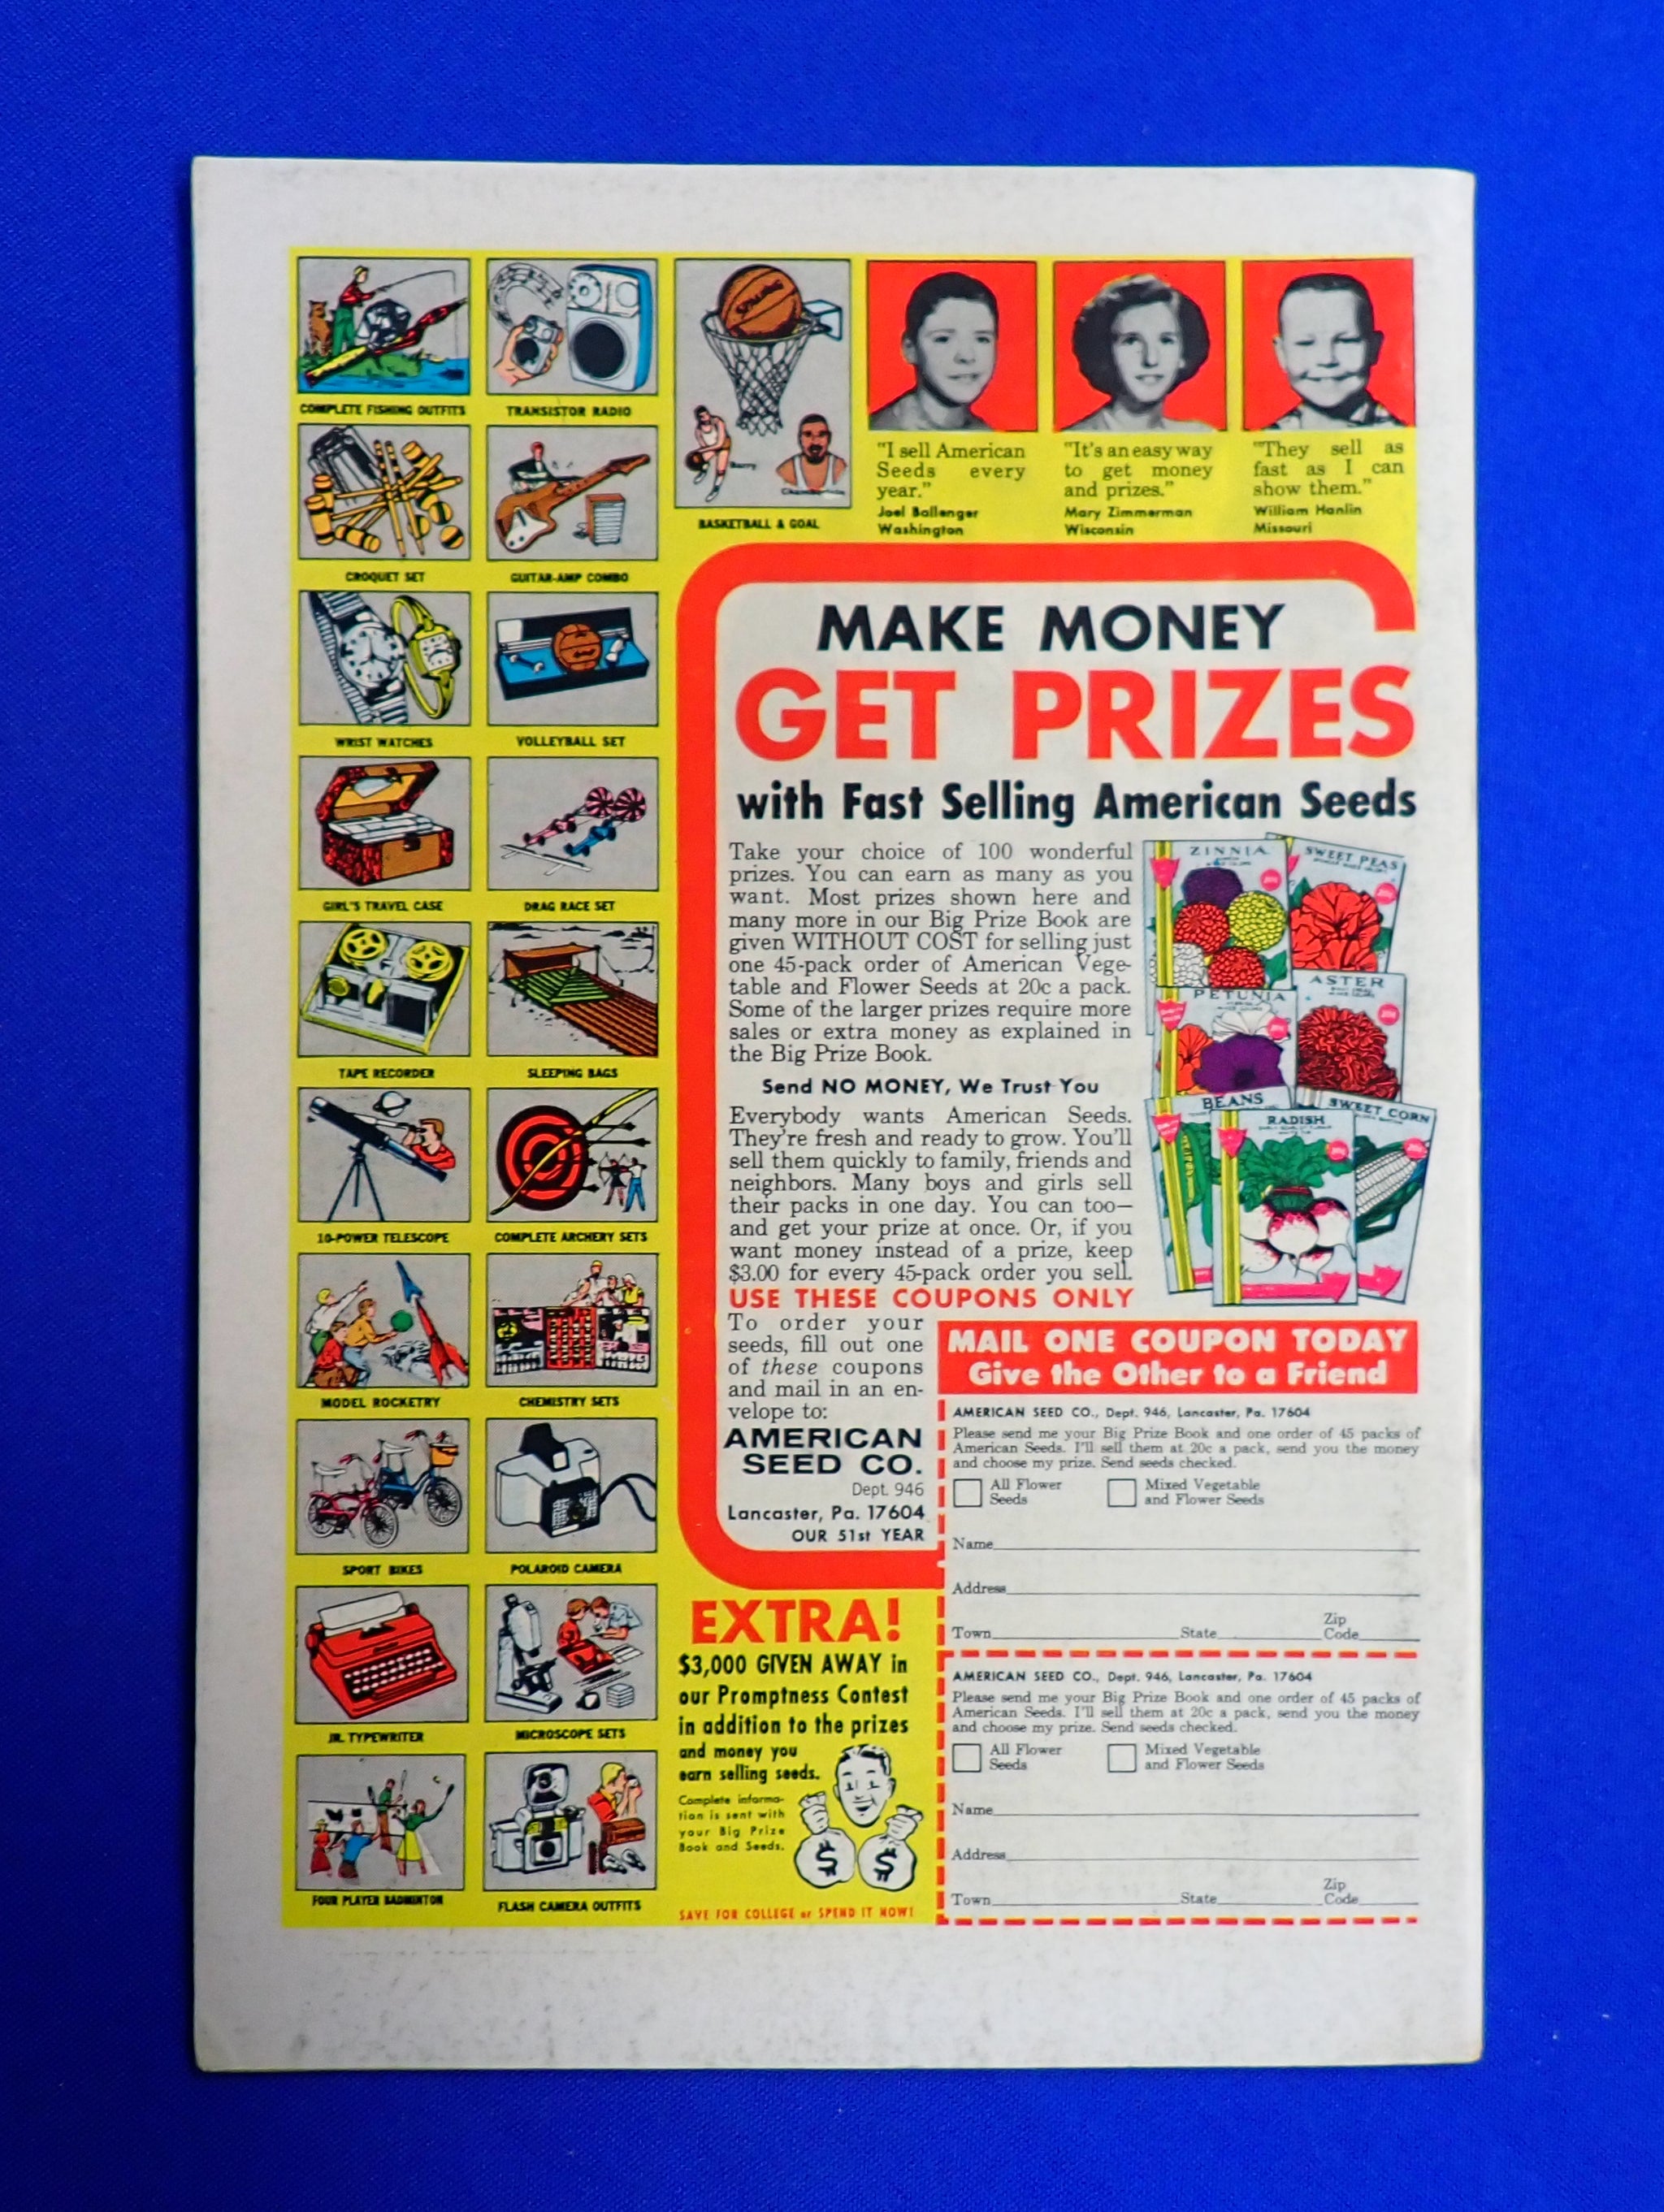 COMPLETE FISHING OUTFITS
TRANSISTOR RADIO
CROQUET SET
GUITAR-AMP COMBO
WRIST WATCHES
VOLLEYBALL SET
GIRL'S TRAVEL CASE
DRAG RACE SET
TAPE RECORDER
SLEEPING BAGS
10-POWER TELESCOPE
COMPLETE ARCHERY SETS
MODEL ROCKETRY
CHEMISTRY SETS
SPORT BIKES
POLAROID CAMERA
JR. TYPEWRITER
MICROSCOPE SETS
FOUR PLAYER BADMINTON
FLASH CAMERA OUTFITS
SPALDING
Barry
Chamberlain
BASKETBALL & GOAL
"I sell American
Seeds every
year."
Joel Ballenger
Washington
"It's an easy way
to get money
and prizes."
Mary Zimmerman
Wisconsin
"They sell as
fast as I can
show them."
William Hanlin
Missouri
MAKE MONEY
GET PRIZES
with Fast Selling American Seeds
Take your choice of 100 wonderful
prizes. You can earn as many as you
want. Most prizes shown here and
many more in our Big Prize Book are
given WITHOUT COST for selling just
one 45-pack order of American Vege-
table and Flower Seeds at 20c a pack.
Some of the larger prizes require more
sales or extra money as explained in
the Big Prize Book.
Send NO MONEY, We Trust You
Everybody wants American Seeds.
They're fresh and ready to grow. You'll
sell them quickly to family, friends and
neighbors. Many boys and girls sell
their packs in one day. You can too—
and get your prize at once. Or, if you
want money instead of a prize, keep
$3.00 for every 45-pack order you sell.
USE THESE COUPONS ONLY
To order your
seeds, fill out one
of these coupons
and mail in an en-
velope to:
AMERICAN
SEED CO.
Dept. 946
Lancaster, Pa. 17604
OUR 51st YEAR
ZINNIA
SWEET PEAS
PETUNIA
ASTER
BEANS
RADISH
SWEET CORN
MAIL ONE COUPON TODAY
Give the Other to a Friend
AMERICAN SEED CO., Dept. 946, Lancaster, Pa. 17604
Please send me your Big Prize Book and one order of 45 packs of
American Seeds. I'll sell them at 20c a pack, send you the money
and choose my prize. Send seeds checked.
All Flower
Seeds
Mixed Vegetable
and Flower Seeds
Name
Address
Town State Zip
Code
AMERICAN SEED CO., Dept. 946, Lancaster, Pa. 17604
Please send me your Big Prize Book and one order of 45 packs of
American Seeds. I'll sell them at 20c a pack, send you the money
and choose my prize. Send seeds checked.
All Flower
Seeds
Mixed Vegetable
and Flower Seeds
Name
Address
Town State Zip
Code
EXTRA!
$3,000 GIVEN AWAY in
our Promptness Contest
in addition to the prizes
and money you
earn selling seeds.
Complete informa-
tion is sent with
your Big Prize
Book and Seeds.
$ $
SAVE FOR COLLEGE or SPEND IT NOW!